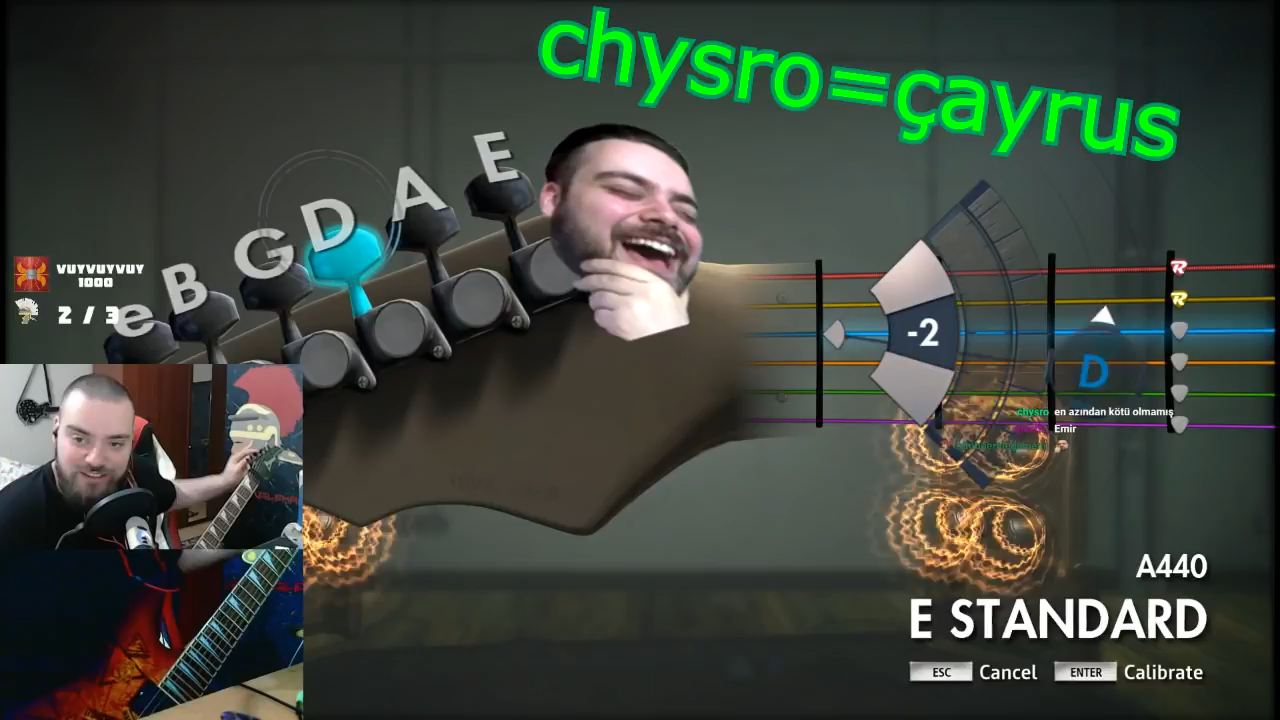 chysro=çayrus
E
A
D
G
B
e
VUYVUYVUY
1000
2 / 3
-2
R
R
D
chysro en azından kötü olmamış
Emir
A440
E STANDARD
ESC Cancel ENTER Calibrate